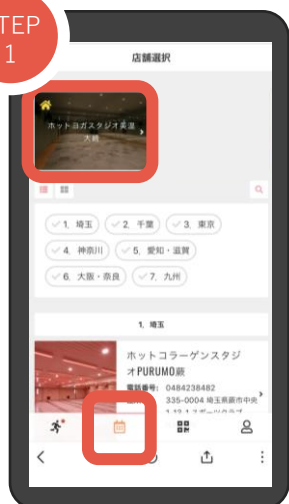 TEP
1
店舗選択
ホットヨガスタジオ美温
大網
1. 埼玉
2. 千葉
3. 東京
4. 神奈川
5. 愛知・滋賀
6. 大阪・奈良
7. 九州
1. 埼玉
ホットコラーゲンスタジ
オPURUMO蕨
電話番号: 0484238482
335-0004 埼玉県蕨市中央